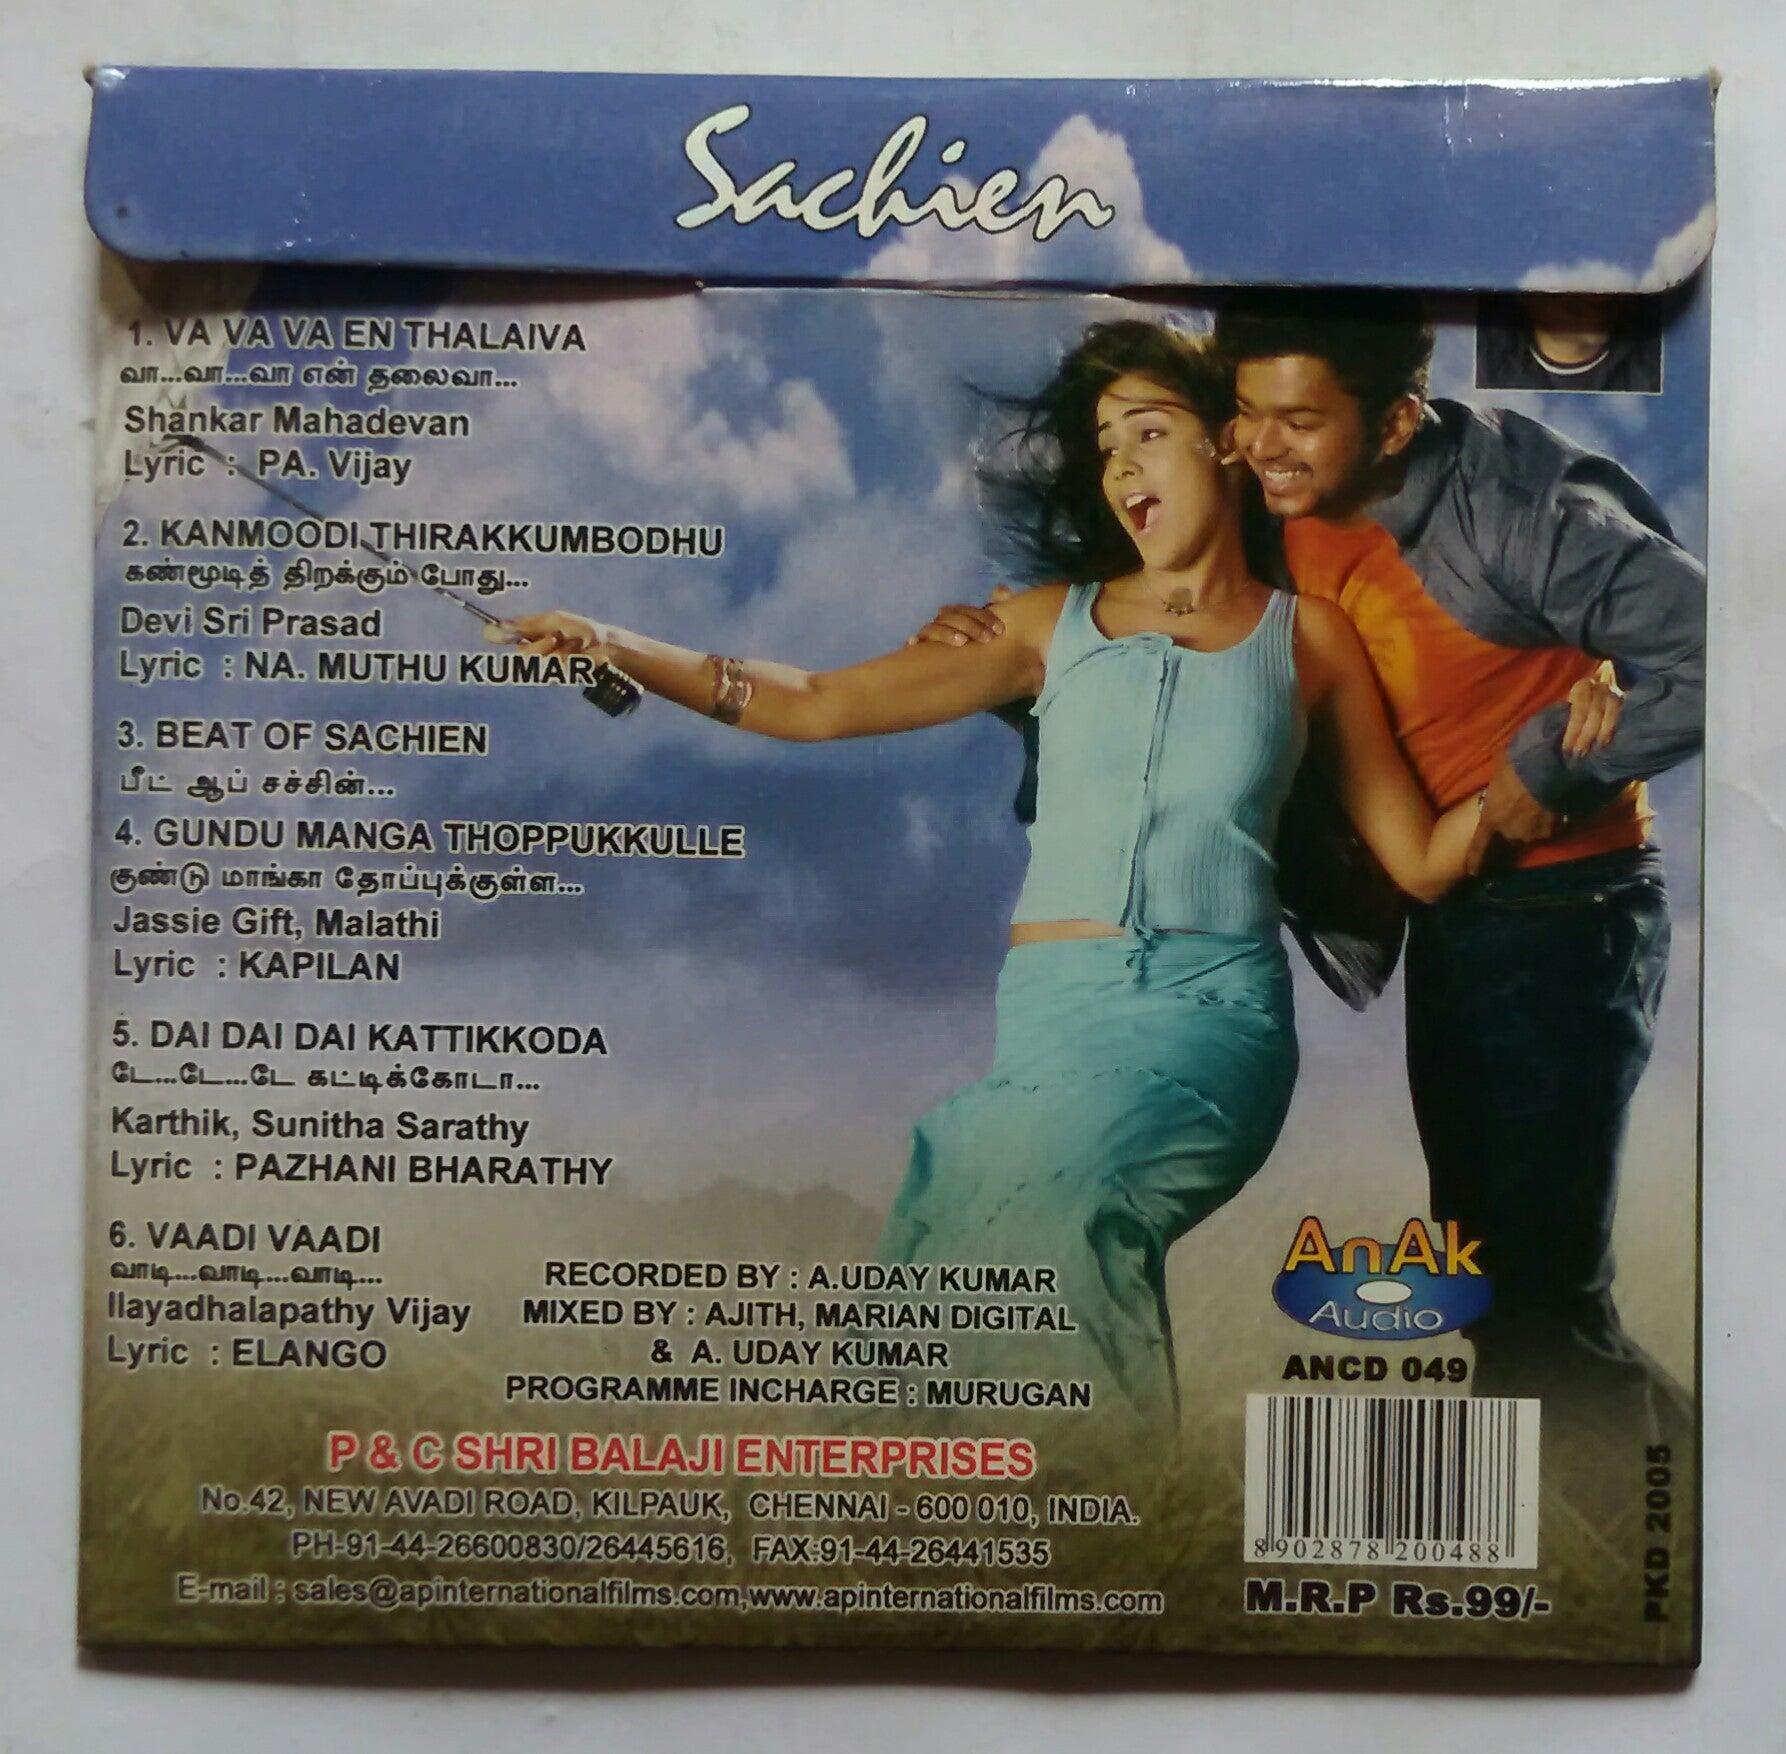 Sachien
1. VA VA VA EN THALAIVA
வா...வா...வா என் தலைவா...
Shankar Mahadevan
Lyric : PA. Vijay
2. KANMOODI THIRAKKUMBODHU
கண்மூடித் திறக்கும் போது...
Devi Sri Prasad
Lyric : NA. MUTHU KUMAR
3. BEAT OF SACHIEN
பீட் ஆப் சச்சின்...
4. GUNDU MANGA THOPPUKKULLE
குண்டு மாங்கா தோப்புக்குள்ள...
Jassie Gift, Malathi
Lyric : KAPILAN
5. DAI DAI DAI KATTIKKODA
டே...டே...டே கட்டிக்கோடா...
Karthik, Sunitha Sarathy
Lyric : PAZHANI BHARATHY
6. VAADI VAADI
வாடி...வாடி...வாடி...
Ilayadhalapathy Vijay
Lyric : ELANGO
RECORDED BY : A.UDAY KUMAR
MIXED BY : AJITH, MARIAN DIGITAL
& A. UDAY KUMAR
PROGRAMME INCHARGE : MURUGAN
P & C SHRI BALAJI ENTERPRISES
No.42, NEW AVADI ROAD, KILPAUK, CHENNAI - 600 010, INDIA.
PH-91-44-26600830/26445616, FAX:91-44-26441535
E-mail : sales@apinternationalfilms.com,www.apinternationalfilms.com
AnAk
Audio
ANCD 049
8902878200488
M.R.P Rs.99/-
PKD 2005